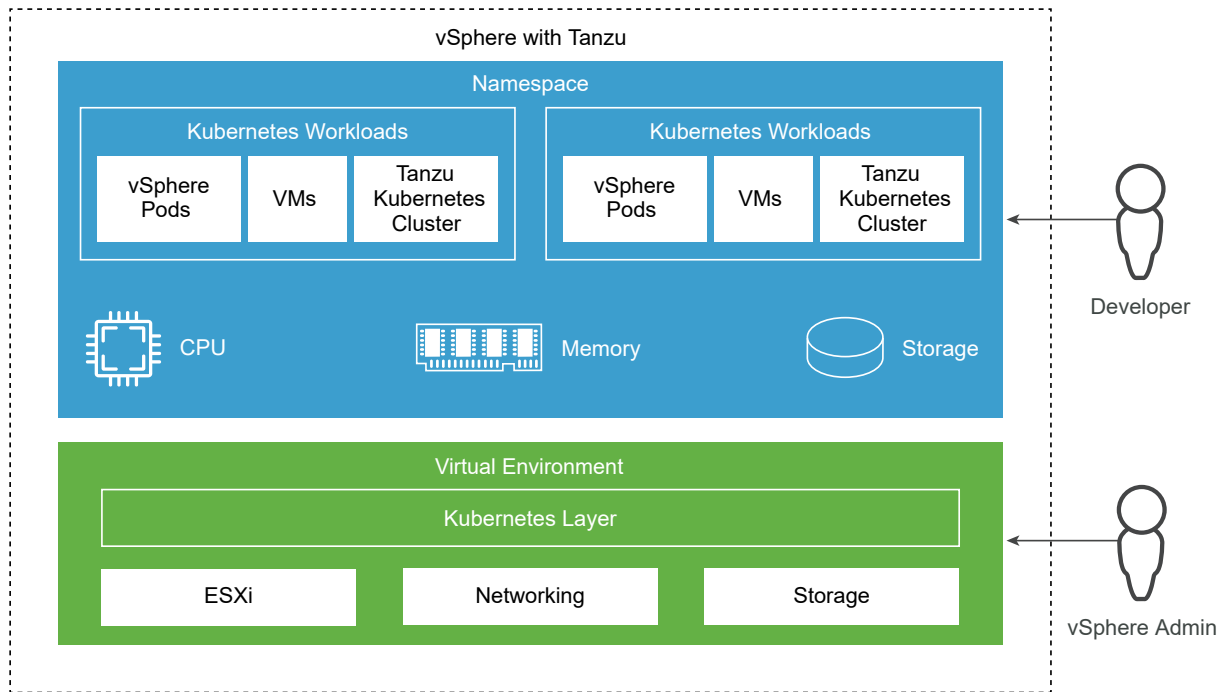 vSphere with Tanzu
Namespace
Kubernetes Workloads
vSphere
Pods
VMs
Tanzu
Kubernetes
Cluster
Kubernetes Workloads
vSphere
Pods
VMs
Tanzu
Kubernetes
Cluster
CPU
Memory
Storage
Developer
Virtual Environment
Kubernetes Layer
ESXi
Networking
Storage
vSphere Admin